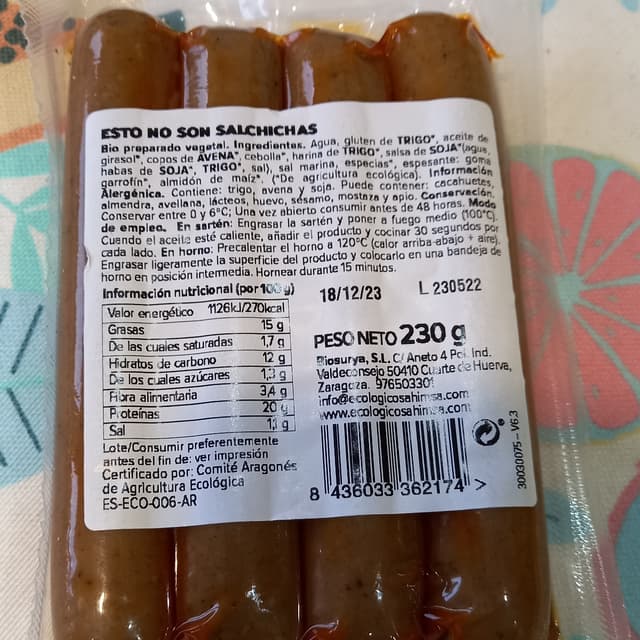 ESTO NO SON SALCHICHAS
Bio preparado vegetal. Ingredientes. Agua, gluten de TRIGO*, aceite de
girasol*, copos de AVENA*, cebolla*, harina de TRIGO*, salsa de SOJA*(agua,
habas de SOJA*, TRIGO*, sal), sal marina, especias*, espesante: goma
garrofín*, almidón de maíz*. (*De agricultura ecológica). Información
Alergénica. Contiene: trigo, avena y soja. Puede contener: cacahuetes,
almendra, avellana, lácteos, huevo, sésamo, mostaza y apio. Conservación.
Conservar entre 0 y 6ºC; Una vez abierto consumir antes de 48 horas. Modo
de empleo. En sartén: Engrasar la sartén y poner a fuego medio (100ºC).
Cuando el aceite esté caliente, añadir el producto y cocinar 30 segundos por
cada lado. En horno: Precalentar el horno a 120ºC (calor arriba-abajo + aire).
Engrasar ligeramente la superficie del producto y colocarlo en una bandeja de
horno en posición intermedia. Hornear durante 15 minutos.
Información nutricional (por 100 g)
Valor energético 1126kJ/270kcal
Grasas 15 g
De las cuales saturadas 1,7 g
Hidratos de carbono 12 g
De los cuales azúcares 1,3 g
Fibra alimentaria 3,4 g
Proteínas 20 g
Sal g
Lote/Consumir preferentemente
antes del fin de: ver impresión
Certificado por: Comité Aragonés
de Agricultura Ecológica
ES-ECO-006-AR
18/12/23 L 230522
PESO NETO 230 g
Biosurya, S.L. C/ Aneto 4 Pol. Ind.
Valdeconsejo 50410 Cuarte de Huerva,
Zaragoza. 976503301
info@ecologicosahimsa.com
www.ecologicosahimsa.com
8 436033 362174 >
30030075-V6.3